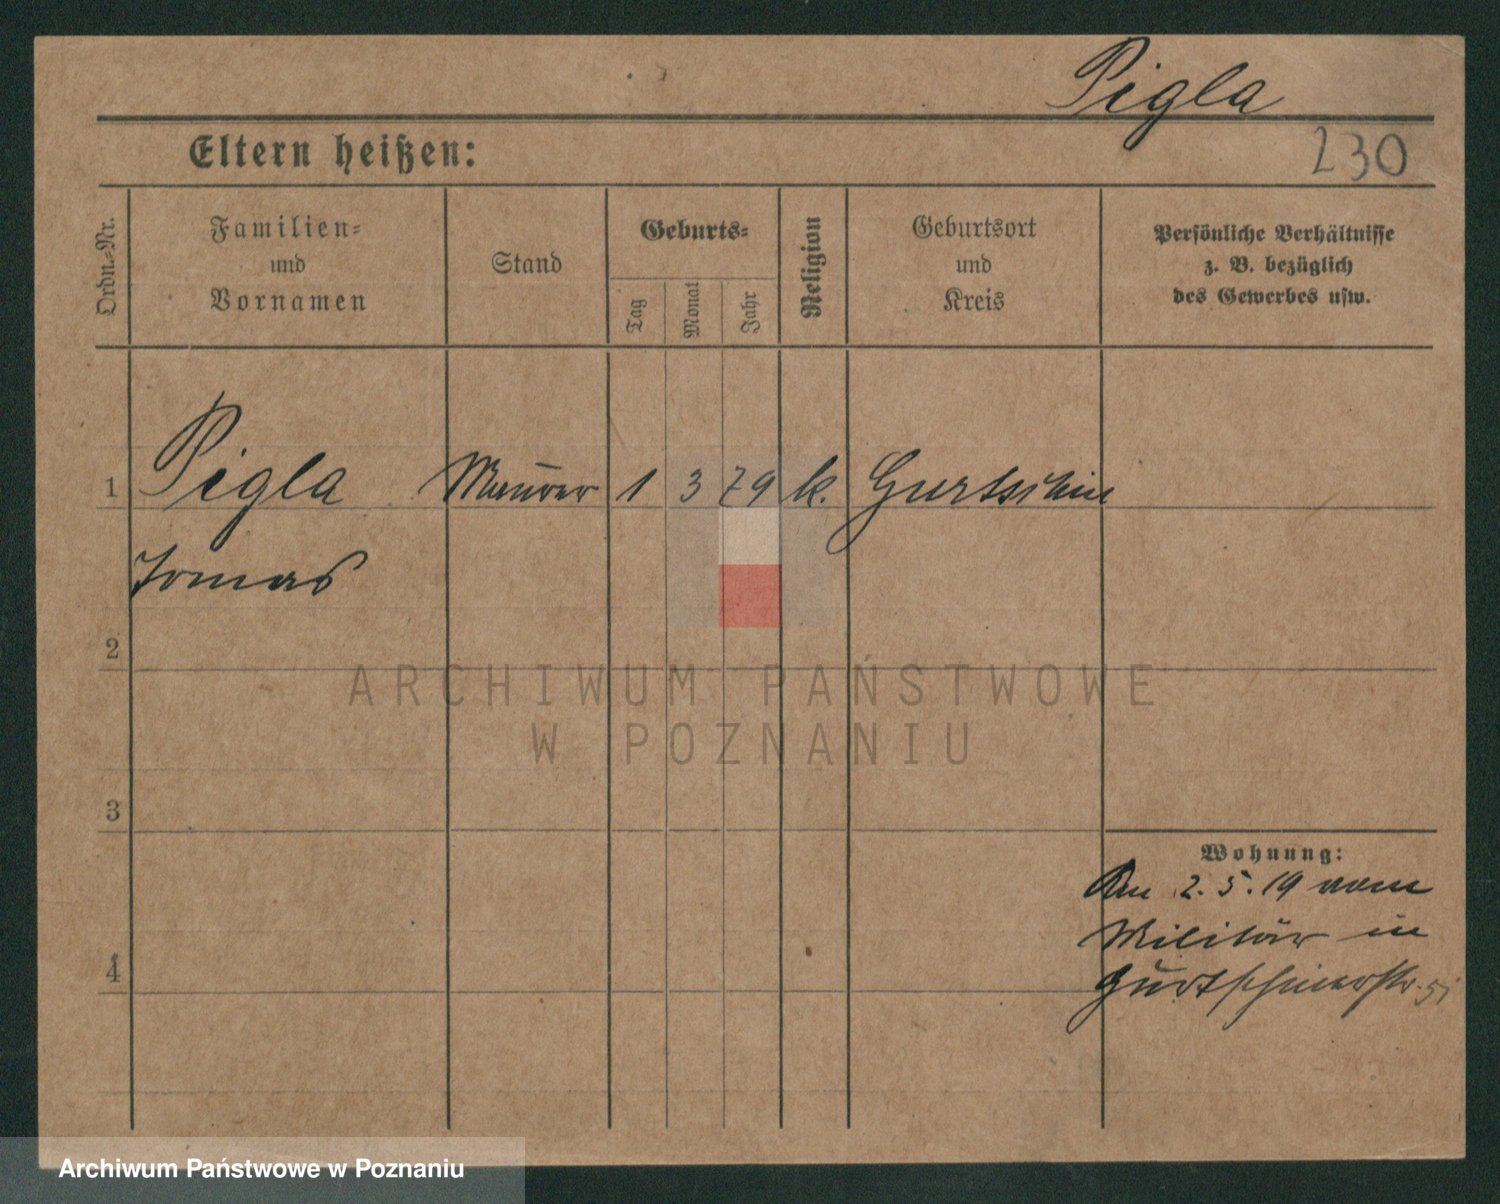 Pigla
230
Eltern heißen:
Ordn.-Nr.
Familien-
und
Vornamen
Stand
Geburts-
Tag
Monat
Jahr
Religion
Geburtsort
und
Kreis
Persönliche Verhältnisse
z. B. bezüglich
des Gewerbes usw.
1 Pigla Maurer 1 3 79 k. Gurtschin
Tomas
2
3
4
Wohnung:
Am 2.5.19 vom
Militär in
Gurtschinerstr.
ARCHIWUM PAŃSTWOWE
W POZNANIU
Archiwum Państwowe w Poznaniu